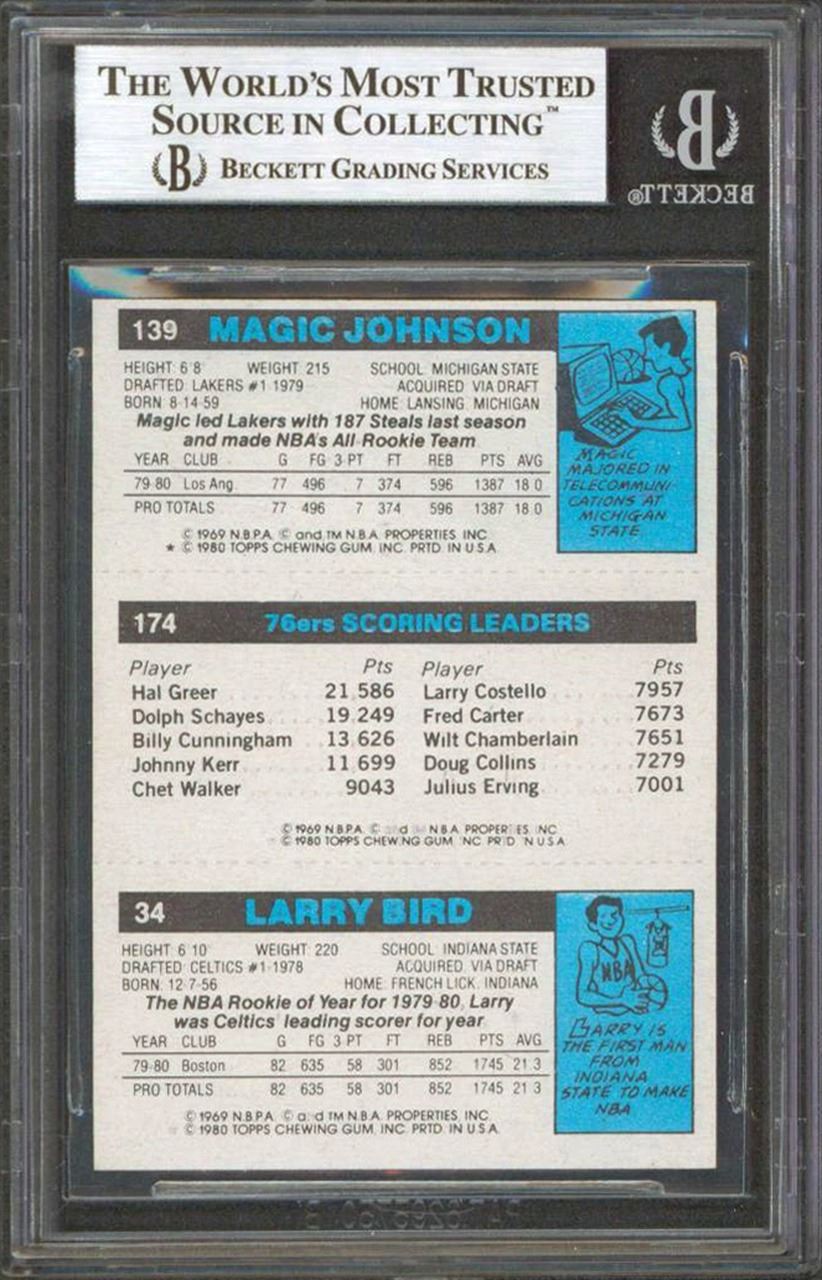 THE WORLD'S MOST TRUSTED
SOURCE IN COLLECTING™
B BECKETT GRADING SERVICES
B
BECKETT®
139 MAGIC JOHNSON
HEIGHT 6 8 WEIGHT 215 SCHOOL MICHIGAN STATE
DRAFTED LAKERS #1 1979 ACQUIRED VIA DRAFT
BORN 8-14-59 HOME LANSING MICHIGAN
Magic led Lakers with 187 Steals last season
and made NBA's All Rookie Team
YEAR CLUB G FG 3 PT FT REB PTS AVG
79-80 Los Ang 77 496 7 374 596 1387 18 0
PRO TOTALS 77 496 7 374 596 1387 18 0
© 1969 N.B.P.A. © and TM N.B.A. PROPERTIES INC
★ © 1980 TOPPS CHEWING GUM, INC. PRTD IN U.S.A.
MAGIC
MAJORED IN
TELECOMMUNI-
CATIONS AT
MICHIGAN
STATE
174 76ers SCORING LEADERS
Player Pts Player Pts
Hal Greer 21,586 Larry Costello 7957
Dolph Schayes 19,249 Fred Carter 7673
Billy Cunningham 13,626 Wilt Chamberlain 7651
Johnny Kerr 11,699 Doug Collins 7279
Chet Walker 9043 Julius Erving 7001
© 1969 N.B.P.A. © nd N B A PROPER ES NC
© 1980 TOPPS CHEW NG GUM NC PR D N U S A
34 LARRY BIRD
HEIGHT 6 10 WEIGHT 220 SCHOOL INDIANA STATE
DRAFTED CELTICS #1-1978 ACQUIRED VIA DRAFT
BORN 12-7-56 HOME FRENCH LICK, INDIANA
The NBA Rookie of Year for 1979 80, Larry
was Celtics leading scorer for year
YEAR CLUB G FG 3 PT FT REB PTS AVG
79-80 Boston 82 635 58 301 852 1745 21 3
PRO TOTALS 82 635 58 301 852 1745 21 3
© 1969 N.B.P.A. © a d TM N.B.A. PROPERTIES, INC
© 1980 TOPPS CHEWING GUM, INC PRTD IN U.S.A.
NBA
LARRY IS
THE FIRST MAN
FROM
INDIANA
STATE TO MAKE
NBA